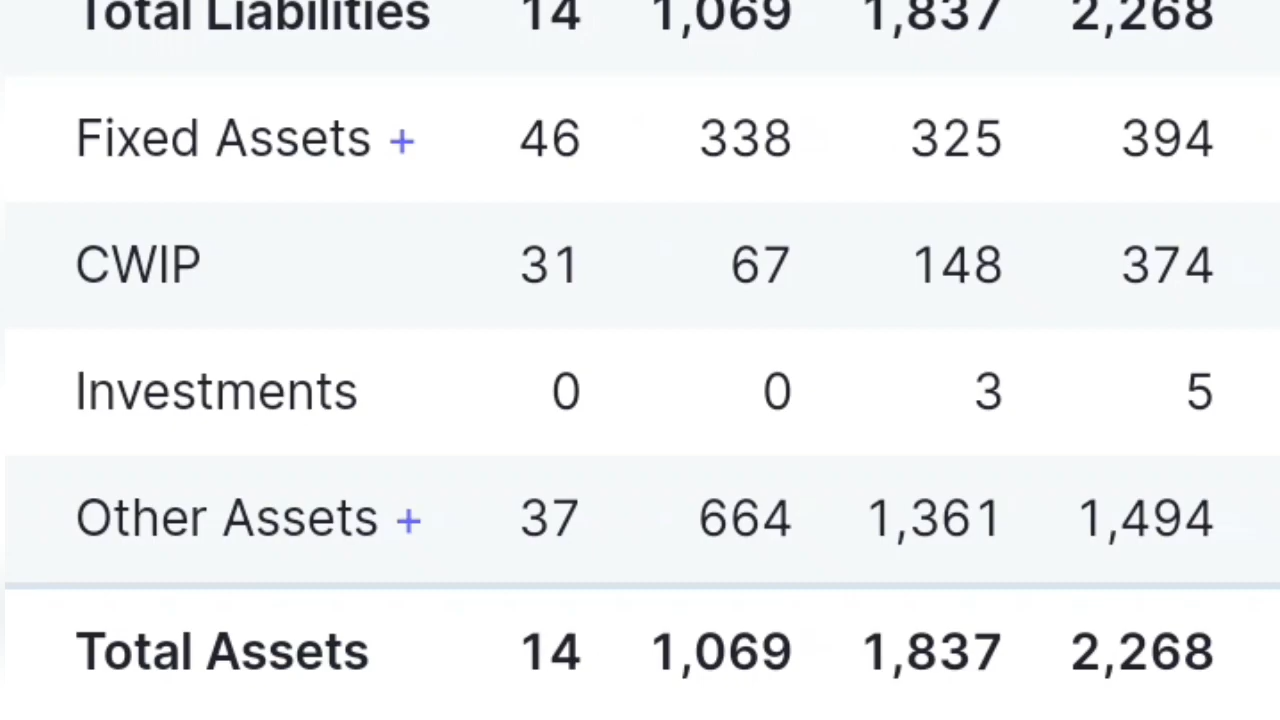 Total Liabilities 14 1,069 1,837 2,268
Fixed Assets + 46 338 325 394
CWIP 31 67 148 374
Investments 0 0 3 5
Other Assets + 37 664 1,361 1,494
Total Assets 14 1,069 1,837 2,268